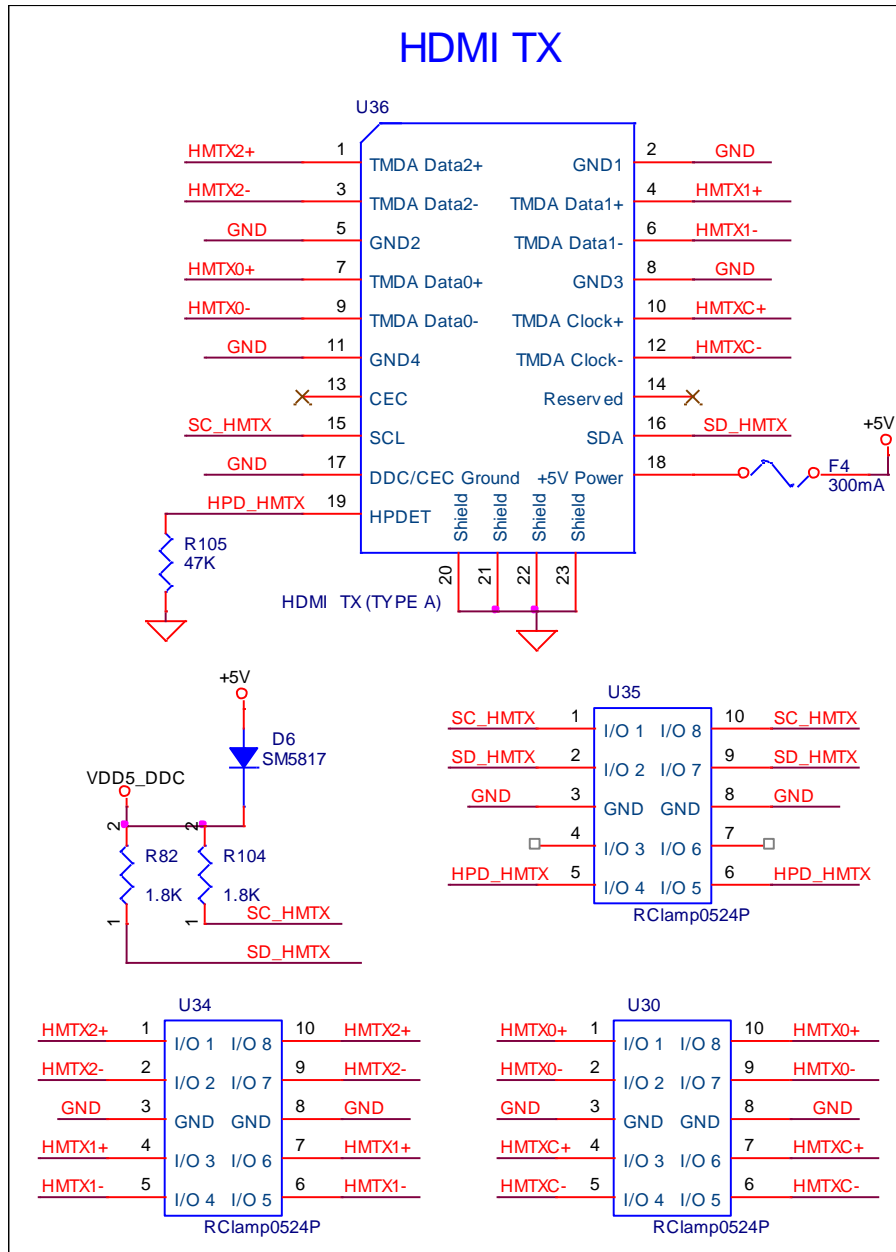 HDMI TX
U36
HMTX2+ 1 TMDA Data2+ GND1 2 GND
HMTX2- 3 TMDA Data2- TMDA Data1+ 4 HMTX1+
GND 5 GND2 TMDA Data1- 6 HMTX1-
HMTX0+ 7 TMDA Data0+ GND3 8 GND
HMTX0- 9 TMDA Data0- TMDA Clock+ 10 HMTXC+
GND 11 GND4 TMDA Clock- 12 HMTXC-
13 CEC Reserved 14
SC_HMTX 15 SCL SDA 16 SD_HMTX
+5V
GND 17 DDC/CEC Ground +5V Power 18 F4
300mA
HPD_HMTX 19 HPDET Shield Shield Shield Shield
R105
47K
20 21 22 23
HDMI TX (TYPE A)
+5V
D6
SM5817
VDD5_DDC
2 2
R82 R104
1.8K 1.8K
1 1 SC_HMTX
SD_HMTX
U35
SC_HMTX 1 I/O 1 I/O 8 10 SC_HMTX
SD_HMTX 2 I/O 2 I/O 7 9 SD_HMTX
GND 3 GND GND 8 GND
4 I/O 3 I/O 6 7
HPD_HMTX 5 I/O 4 I/O 5 6 HPD_HMTX
RClamp0524P
U34
HMTX2+ 1 I/O 1 I/O 8 10 HMTX2+
HMTX2- 2 I/O 2 I/O 7 9 HMTX2-
GND 3 GND GND 8 GND
HMTX1+ 4 I/O 3 I/O 6 7 HMTX1+
HMTX1- 5 I/O 4 I/O 5 6 HMTX1-
RClamp0524P
U30
HMTX0+ 1 I/O 1 I/O 8 10 HMTX0+
HMTX0- 2 I/O 2 I/O 7 9 HMTX0-
GND 3 GND GND 8 GND
HMTXC+ 4 I/O 3 I/O 6 7 HMTXC+
HMTXC- 5 I/O 4 I/O 5 6 HMTXC-
RClamp0524P